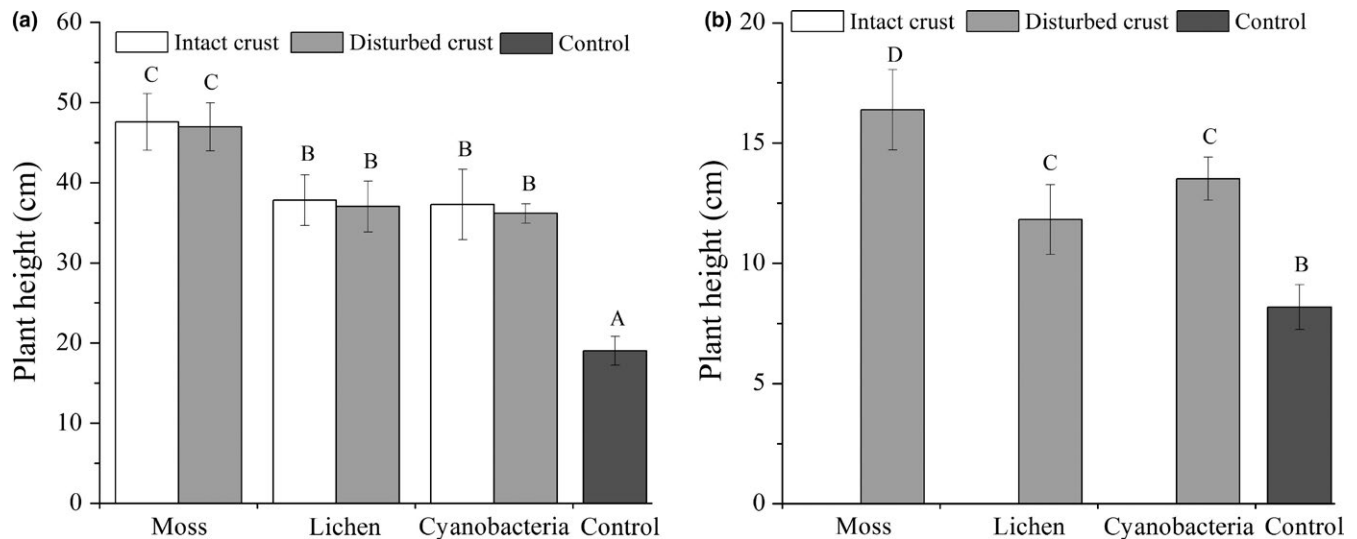 (a)
60
50
40
30
20
10
0
Plant height (cm)
Intact crust Disturbed crust Control
C C B B B B A
Moss Lichen Cyanobacteria Control
(b)
20
15
10
5
0
Plant height (cm)
Intact crust Disturbed crust Control
D C C B
Moss Lichen Cyanobacteria Control